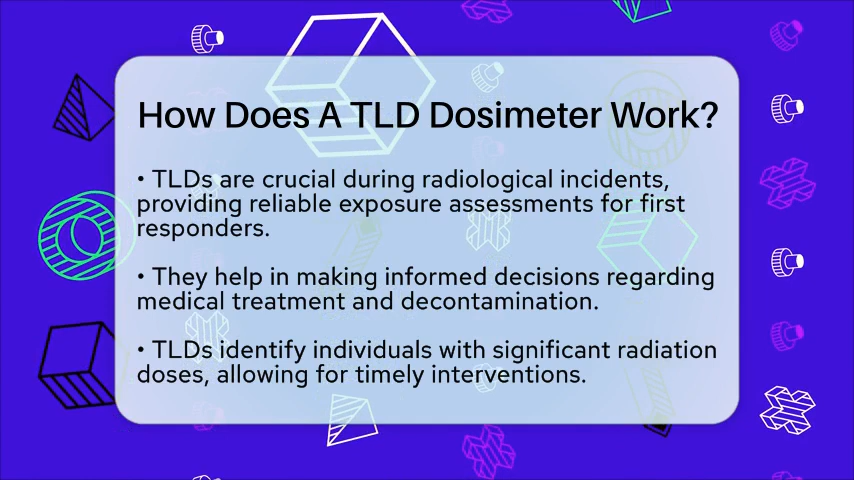 How Does A TLD Dosimeter Work?
• TLDs are crucial during radiological incidents,
providing reliable exposure assessments for first
responders.
• They help in making informed decisions regarding
medical treatment and decontamination.
• TLDs identify individuals with significant radiation
doses, allowing for timely interventions.